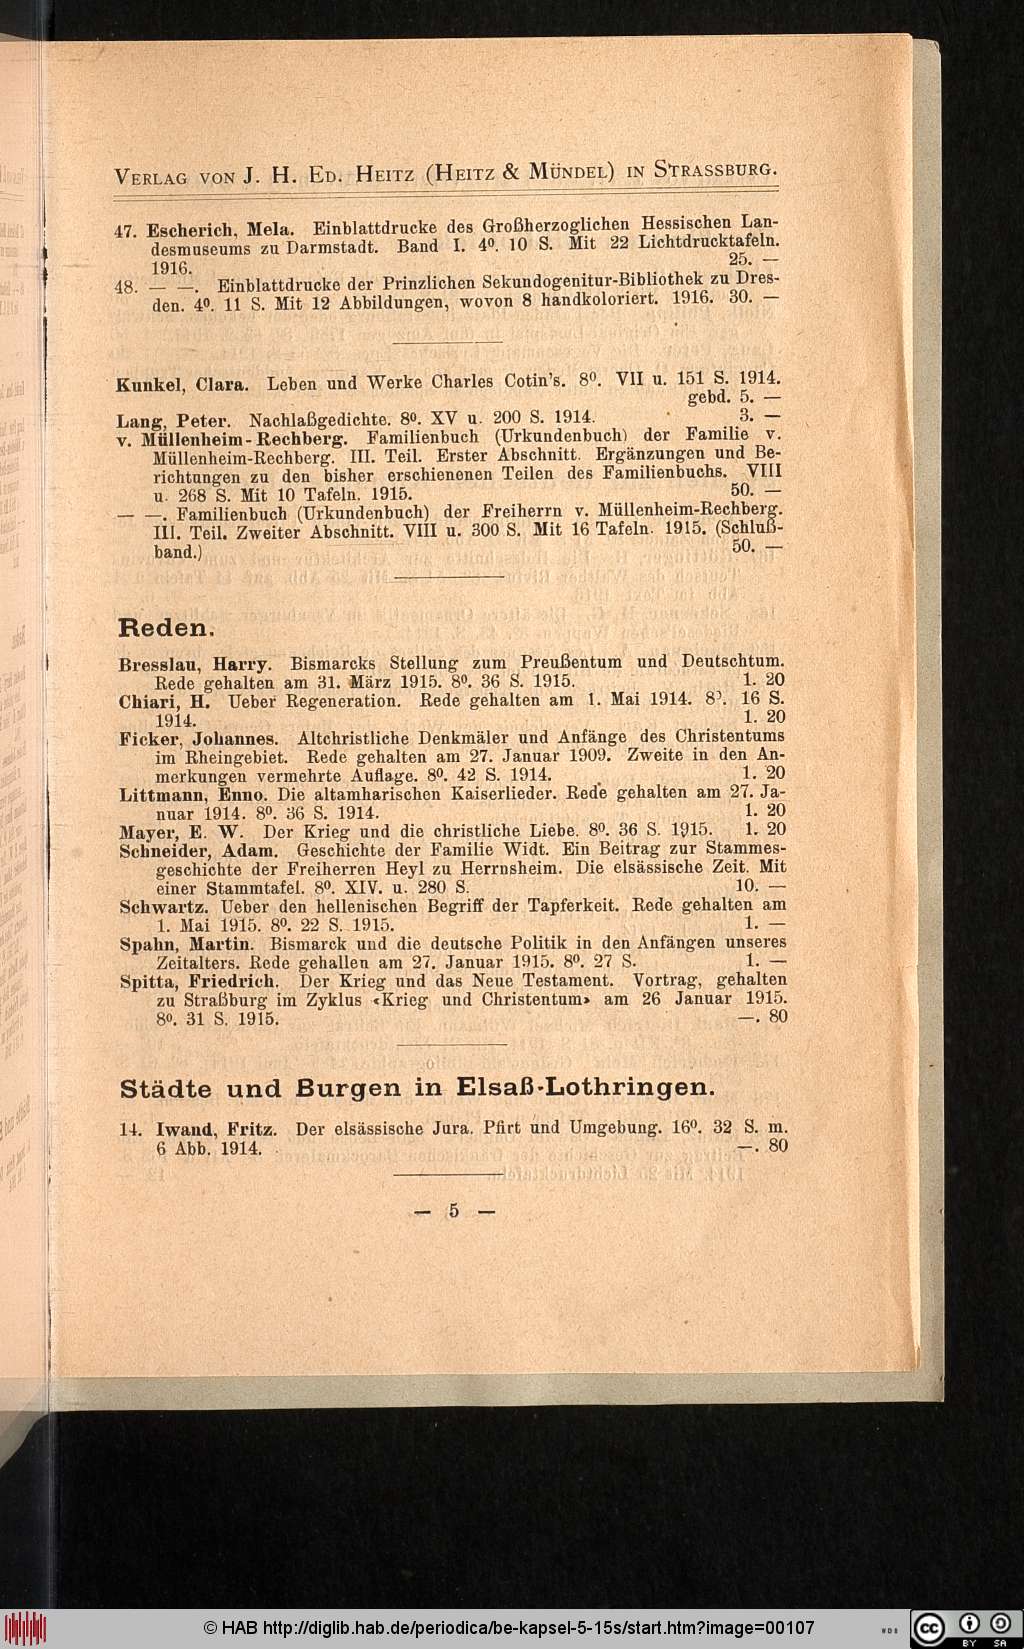 Verlag von J. H. Ed. Heitz (Heitz & Mündel) in Strassburg.
47. Escherich, Mela. Einblattdrucke des Großherzoglichen Hessischen Lan-
desmuseums zu Darmstadt. Band I. 4⁰. 10 S. Mit 22 Lichtdrucktafeln.
1916. 25. —
48. — —. Einblattdrucke der Prinzlichen Sekundogenitur-Bibliothek zu Dres-
den. 4⁰. 11 S. Mit 12 Abbildungen, wovon 8 handkoloriert. 1916. 30. —
Kunkel, Clara. Leben und Werke Charles Cotin's. 8⁰. VII u. 151 S. 1914.
gebd. 5. —
Lang, Peter. Nachlaßgedichte. 8⁰. XV u. 200 S. 1914. 3. —
v. Müllenheim-Rechberg. Familienbuch (Urkundenbuch) der Familie v.
Müllenheim-Rechberg. III. Teil. Erster Abschnitt. Ergänzungen und Be-
richtungen zu den bisher erschienenen Teilen des Familienbuchs. VIII
u. 268 S. Mit 10 Tafeln. 1915. 50. —
— —. Familienbuch (Urkundenbuch) der Freiherrn v. Müllenheim-Rechberg.
III. Teil. Zweiter Abschnitt. VIII u. 300 S. Mit 16 Tafeln. 1915. (Schluß-
band.) 50. —
Reden.
Bresslau, Harry. Bismarcks Stellung zum Preußentum und Deutschtum.
Rede gehalten am 31. März 1915. 8⁰. 36 S. 1915. 1. 20
Chiari, H. Ueber Regeneration. Rede gehalten am 1. Mai 1914. 8⁰. 16 S.
1914. 1. 20
Ficker, Johannes. Altchristliche Denkmäler und Anfänge des Christentums
im Rheingebiet. Rede gehalten am 27. Januar 1909. Zweite in den An-
merkungen vermehrte Auflage. 8⁰. 42 S. 1914. 1. 20
Littmann, Enno. Die altamharischen Kaiserlieder. Rede gehalten am 27. Ja-
nuar 1914. 8⁰. 36 S. 1914. 1. 20
Mayer, E. W. Der Krieg und die christliche Liebe. 8⁰. 36 S. 1915. 1. 20
Schneider, Adam. Geschichte der Familie Widt. Ein Beitrag zur Stammes-
geschichte der Freiherren Heyl zu Herrnsheim. Die elsässische Zeit. Mit
einer Stammtafel. 8⁰. XIV. u. 280 S. 10. —
Schwartz. Ueber den hellenischen Begriff der Tapferkeit. Rede gehalten am
1. Mai 1915. 8⁰. 22 S. 1915. 1. —
Spahn, Martin. Bismarck und die deutsche Politik in den Anfängen unseres
Zeitalters. Rede gehallen am 27. Januar 1915. 8⁰. 27 S. 1. —
Spitta, Friedrich. Der Krieg und das Neue Testament. Vortrag, gehalten
zu Straßburg im Zyklus «Krieg und Christentum» am 26 Januar 1915.
8⁰. 31 S. 1915. —. 80
Städte und Burgen in Elsaß-Lothringen.
14. Iwand, Fritz. Der elsässische Jura. Pfirt und Umgebung. 16⁰. 32 S. m.
6 Abb. 1914. —. 80
— 5 —
© HAB http://diglib.hab.de/periodica/be-kapsel-5-15s/start.htm?image=00107
cc BY SA